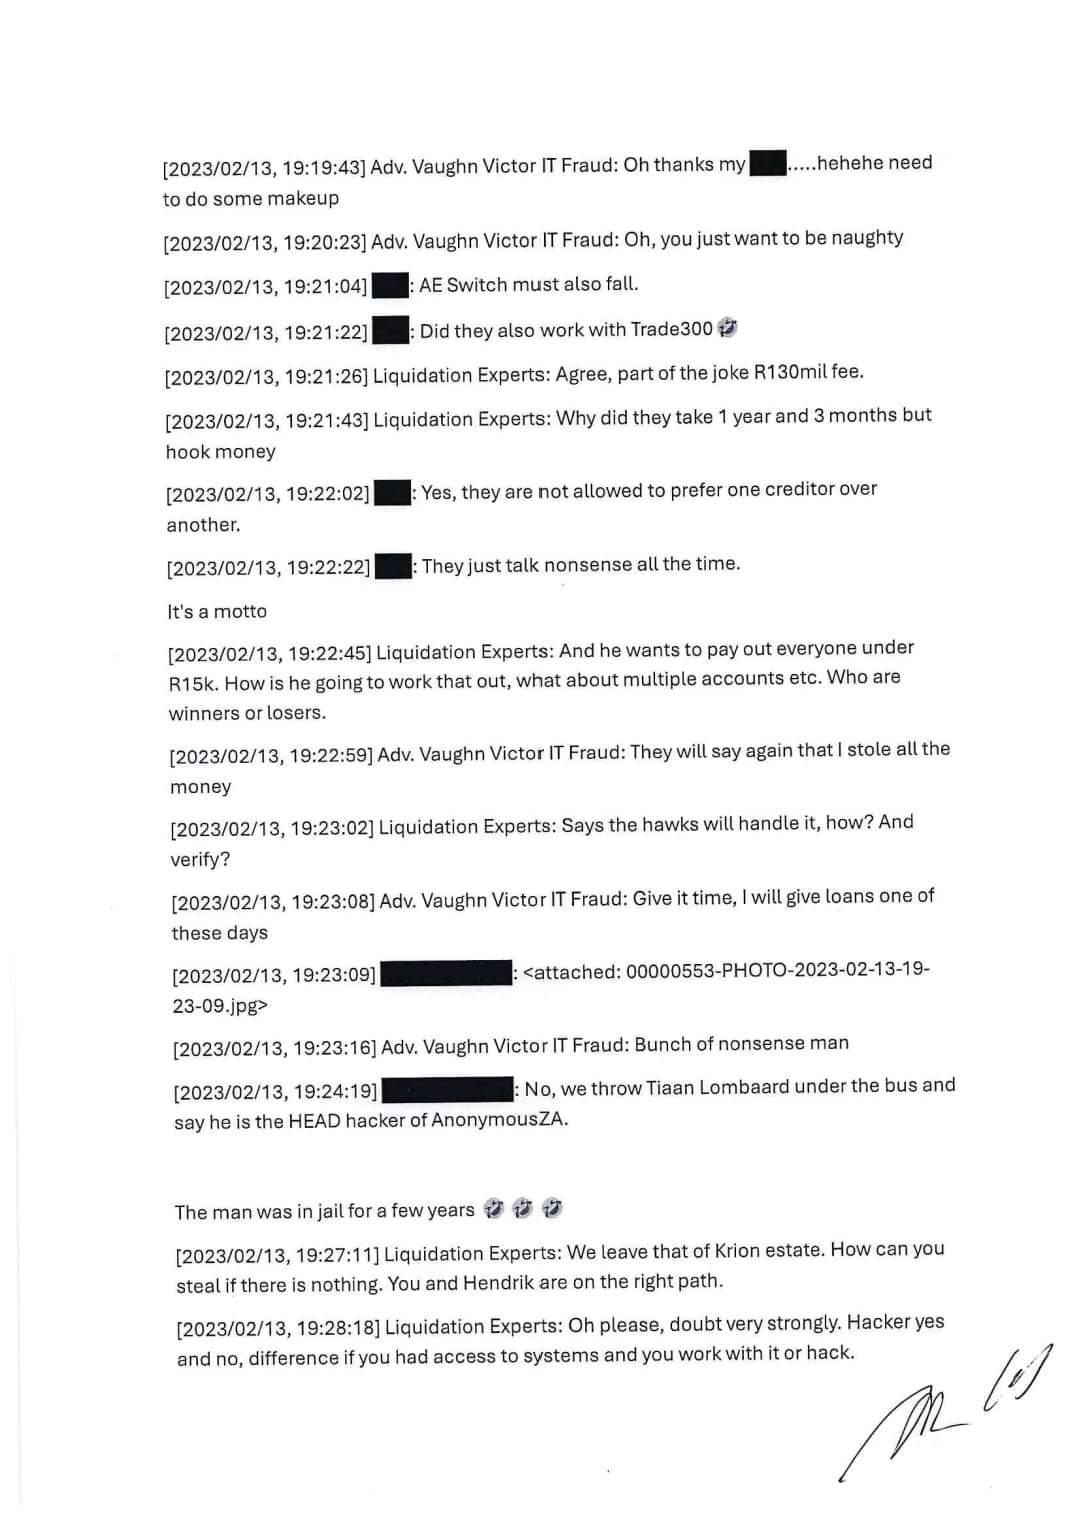 [2023/02/13, 19:19:43] Adv. Vaughn Victor IT Fraud: Oh thanks my .....hehehe need
to do some makeup
[2023/02/13, 19:20:23] Adv. Vaughn Victor IT Fraud: Oh, you just want to be naughty
[2023/02/13, 19:21:04] : AE Switch must also fall.
[2023/02/13, 19:21:22] : Did they also work with Trade300 🤣
[2023/02/13, 19:21:26] Liquidation Experts: Agree, part of the joke R130mil fee.
[2023/02/13, 19:21:43] Liquidation Experts: Why did they take 1 year and 3 months but
hook money
[2023/02/13, 19:22:02] : Yes, they are not allowed to prefer one creditor over
another.
[2023/02/13, 19:22:22] : They just talk nonsense all the time.
It's a motto
[2023/02/13, 19:22:45] Liquidation Experts: And he wants to pay out everyone under
R15k. How is he going to work that out, what about multiple accounts etc. Who are
winners or losers.
[2023/02/13, 19:22:59] Adv. Vaughn Victor IT Fraud: They will say again that I stole all the
money
[2023/02/13, 19:23:02] Liquidation Experts: Says the hawks will handle it, how? And
verify?
[2023/02/13, 19:23:08] Adv. Vaughn Victor IT Fraud: Give it time, I will give loans one of
these days
[2023/02/13, 19:23:09] : <attached: 00000553-PHOTO-2023-02-13-19-
23-09.jpg>
[2023/02/13, 19:23:16] Adv. Vaughn Victor IT Fraud: Bunch of nonsense man
[2023/02/13, 19:24:19] : No, we throw Tiaan Lombaard under the bus and
say he is the HEAD hacker of AnonymousZA.
The man was in jail for a few years 🤣 🤣 🤣
[2023/02/13, 19:27:11] Liquidation Experts: We leave that of Krion estate. How can you
steal if there is nothing. You and Hendrik are on the right path.
[2023/02/13, 19:28:18] Liquidation Experts: Oh please, doubt very strongly. Hacker yes
and no, difference if you had access to systems and you work with it or hack.